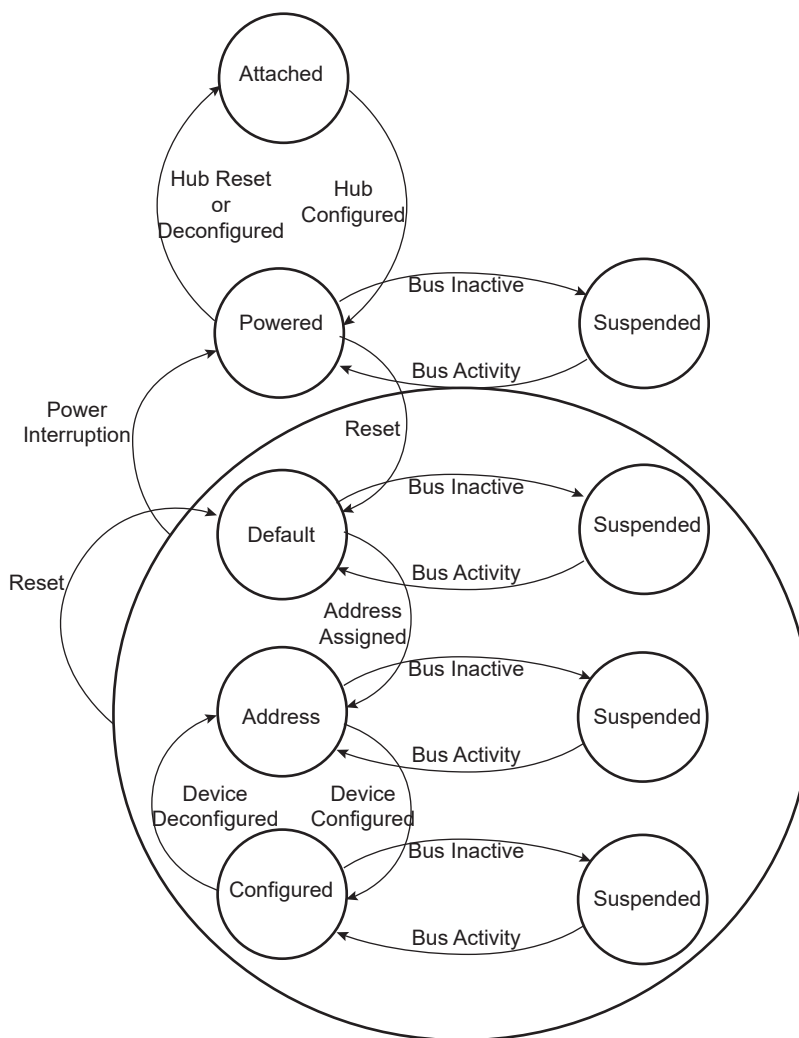 Attached
Hub Reset
or
Deconfigured
Hub
Configured
Powered
Bus Inactive
Suspended
Bus Activity
Power
Interruption
Reset
Default
Bus Inactive
Suspended
Bus Activity
Reset
Address
Assigned
Address
Bus Inactive
Suspended
Bus Activity
Device
Deconfigured
Device
Configured
Configured
Bus Inactive
Suspended
Bus Activity